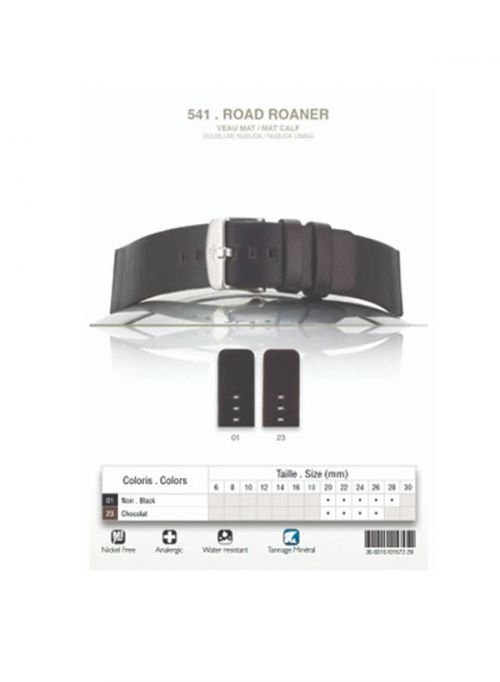 541 . ROAD ROANER
VEAU MAT / MAT CALF
DOUBLURE NUBUCK / NUBUCK LINING
01 23
Coloris . Colors
Taille . Size (mm)
6 8 10 12 14 16 18 19 20 22 24 26 28 30
01 Noir . Black
23 Chocolat
Nickel Free Analergic Water resistant Tannage Minéral